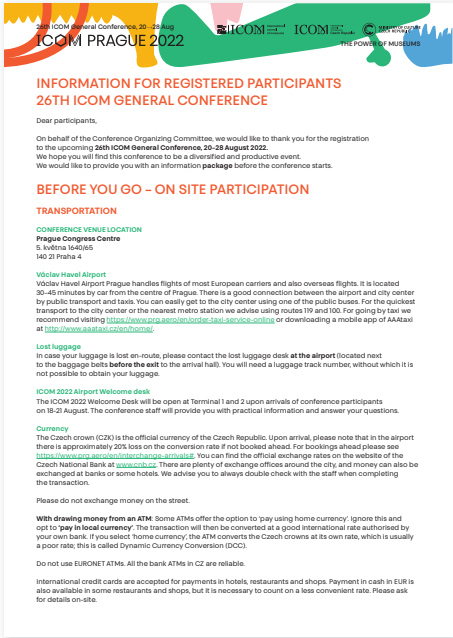 26th ICOM General Conference, 20–28 Aug
ICOM PRAGUE 2022
ICOM
ICOM
MINISTRY OF CULTURE
CZECH REPUBLIC
THE POWER OF MUSEUMS
INFORMATION FOR REGISTERED PARTICIPANTS
26TH ICOM GENERAL CONFERENCE
Dear participants,
On behalf of the Conference Organizing Committee, we would like to thank you for the registration
to the upcoming 26th ICOM General Conference, 20–28 August 2022.
We hope you will find this conference to be a diversified and productive event.
We would like to provide you with an information package before the conference starts.
BEFORE YOU GO – ON SITE PARTICIPATION
TRANSPORTATION
CONFERENCE VENUE LOCATION
Prague Congress Centre
5. května 1640/65
140 21 Praha 4
Václav Havel Airport
Václav Havel Airport Prague handles flights of most European carriers and also overseas flights. It is located
30–45 minutes by car from the centre of Prague. There is a good connection between the airport and city center
by public transport and taxis. You can easily get to the city center using one of the public buses. For the quickest
transport to the city center or the nearest metro station we advise using routes 119 and 100. For going by taxi we
recommend visiting https://www.prg.aero/en/order-taxi-service-online or downloading a mobile app of AAAtaxi
at http://www.aaataxi.cz/en/home/.
Lost luggage
In case your luggage is lost en-route, please contact the lost luggage desk at the airport (located next
to the baggage belts before the exit to the arrival hall). You will need a luggage track number, without which it is
not possible to obtain your luggage.
ICOM 2022 Airport Welcome desk
The ICOM 2022 Welcome Desk will be open at Terminal 1 and 2 upon arrivals of conference participants
on 18-21 August. The conference staff will provide you with practical information and answer your questions.
Currency
The Czech crown (CZK) is the official currency of the Czech Republic. Upon arrival, please note that in the airport
there is approximately 20% loss on the conversion rate if not booked ahead. For bookings ahead please see
https://www.prg.aero/en/interchange-arrivals#. You can find the official exchange rates on the website of the
Czech National Bank at www.cnb.cz. There are plenty of exchange offices around the city, and money can also be
exchanged at banks or some hotels. We advise you to always double check with the staff when completing
the transaction.
Please do not exchange money on the street.
With drawing money from an ATM: Some ATMs offer the option to 'pay using home currency'. Ignore this and
opt to 'pay in local currency'. The transaction will then be converted at a good international rate authorised by
your own bank. If you select 'home currency', the ATM converts the Czech crowns at its own rate, which is usually
a poor rate; this is called Dynamic Currency Conversion (DCC).
Do not use EURONET ATMs. All the bank ATMs in CZ are reliable.
International credit cards are accepted for payments in hotels, restaurants and shops. Payment in cash in EUR is
also available in some restaurants and shops, but it is necessary to count on a less convenient rate. Please ask
for details on-site.